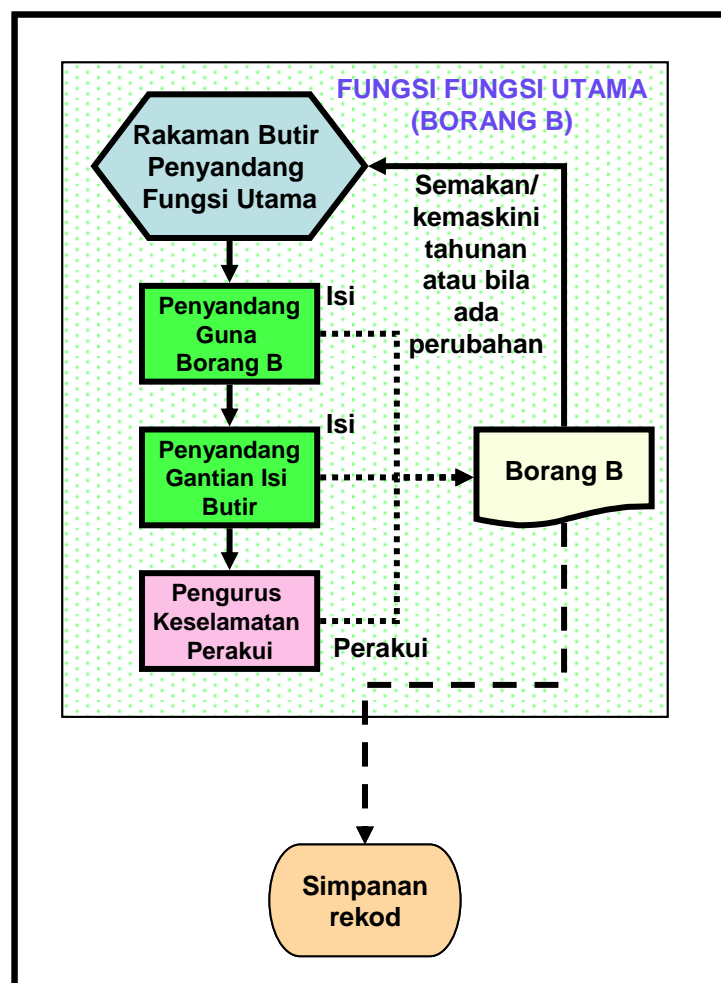 FUNGSI FUNGSI UTAMA
(BORANG B)
Rakaman Butir
Penyandang
Fungsi Utama
Semakan/
kemaskini
tahunan
atau bila
ada
perubahan
Isi
Penyandang
Guna
Borang B
Isi
Penyandang
Gantian Isi
Butir
Borang B
Pengurus
Keselamatan
Perakui
Perakui
Simpanan
rekod